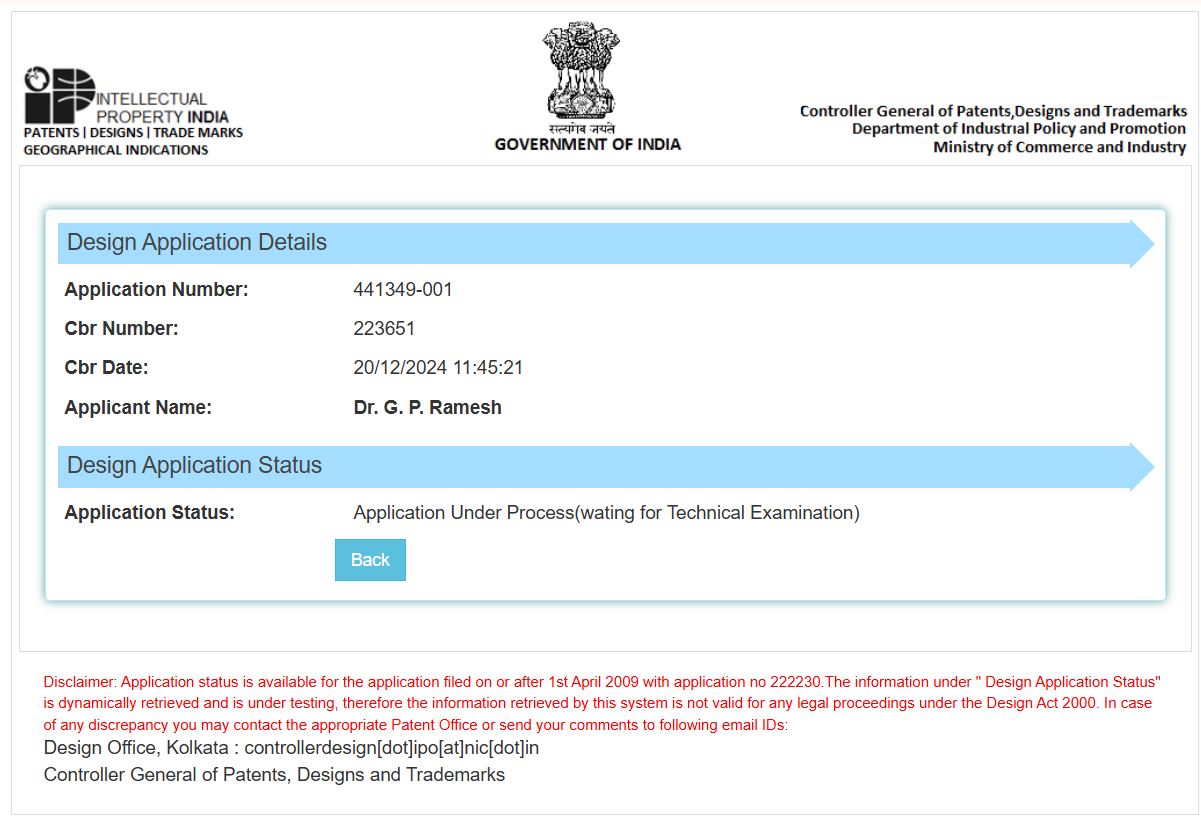 INTELLECTUAL
PROPERTY INDIA
PATENTS | DESIGNS | TRADE MARKS
GEOGRAPHICAL INDICATIONS
सत्यमेव जयते
GOVERNMENT OF INDIA
Controller General of Patents,Designs and Trademarks
Department of Industrial Policy and Promotion
Ministry of Commerce and Industry
Design Application Details
Application Number: 441349-001
Cbr Number: 223651
Cbr Date: 20/12/2024 11:45:21
Applicant Name: Dr. G. P. Ramesh
Design Application Status
Application Status: Application Under Process(wating for Technical Examination)
Back
Disclaimer: Application status is available for the application filed on or after 1st April 2009 with application no 222230.The information under " Design Application Status"
is dynamically retrieved and is under testing, therefore the information retrieved by this system is not valid for any legal proceedings under the Design Act 2000. In case
of any discrepancy you may contact the appropriate Patent Office or send your comments to following email IDs:
Design Office, Kolkata : controllerdesign[dot]ipo[at]nic[dot]in
Controller General of Patents, Designs and Trademarks